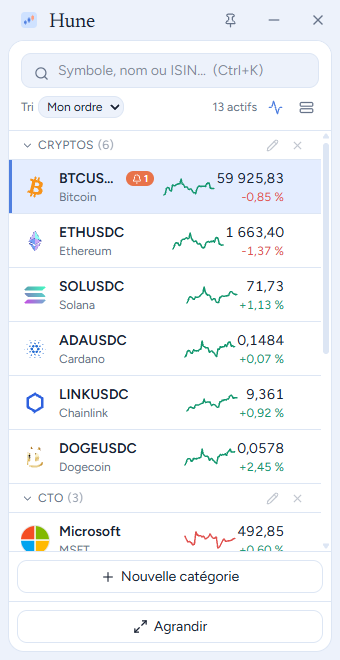 Hune
Symbole, nom ou ISIN... (Ctrl+K)
Tri Mon ordre 13 actifs
CRYPTOS (6)
BTCUS... 1 59 925,83
Bitcoin -0,85 %
ETHUSDC 1 663,40
Ethereum -1,37 %
SOLUSDC 71,73
Solana +1,13 %
ADAUSDC 0,1484
Cardano +0,07 %
LINKUSDC 9,361
Chainlink +0,92 %
DOGEUSDC 0,0578
Dogecoin +2,45 %
CTO (3)
Microsoft 492,85
MSFT +0,60 %
+ Nouvelle catégorie
Agrandir